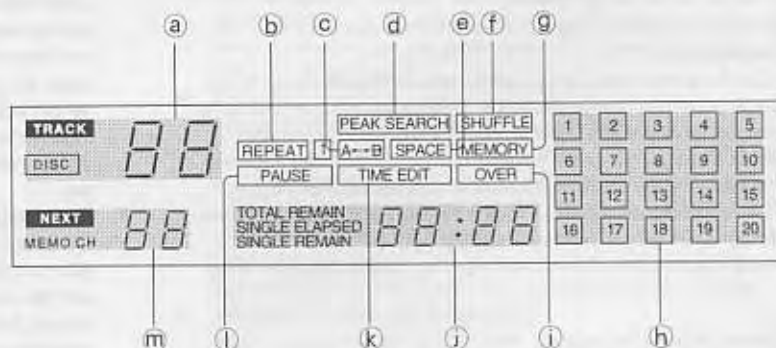 ⓐ
ⓑ ⓒ ⓓ ⓔ ⓕ ⓖ
TRACK 88 PEAK SEARCH SHUFFLE 1 2 3 4 5
DISC REPEAT 1 A↔B SPACE MEMORY 6 7 8 9 10
PAUSE TIME EDIT OVER 11 12 13 14 15
NEXT 88 TOTAL REMAIN 88:88 16 17 18 19 20
MEMO CH SINGLE ELAPSED
SINGLE REMAIN
ⓜ ⓛ ⓚ ⓙ ⓘ ⓗ